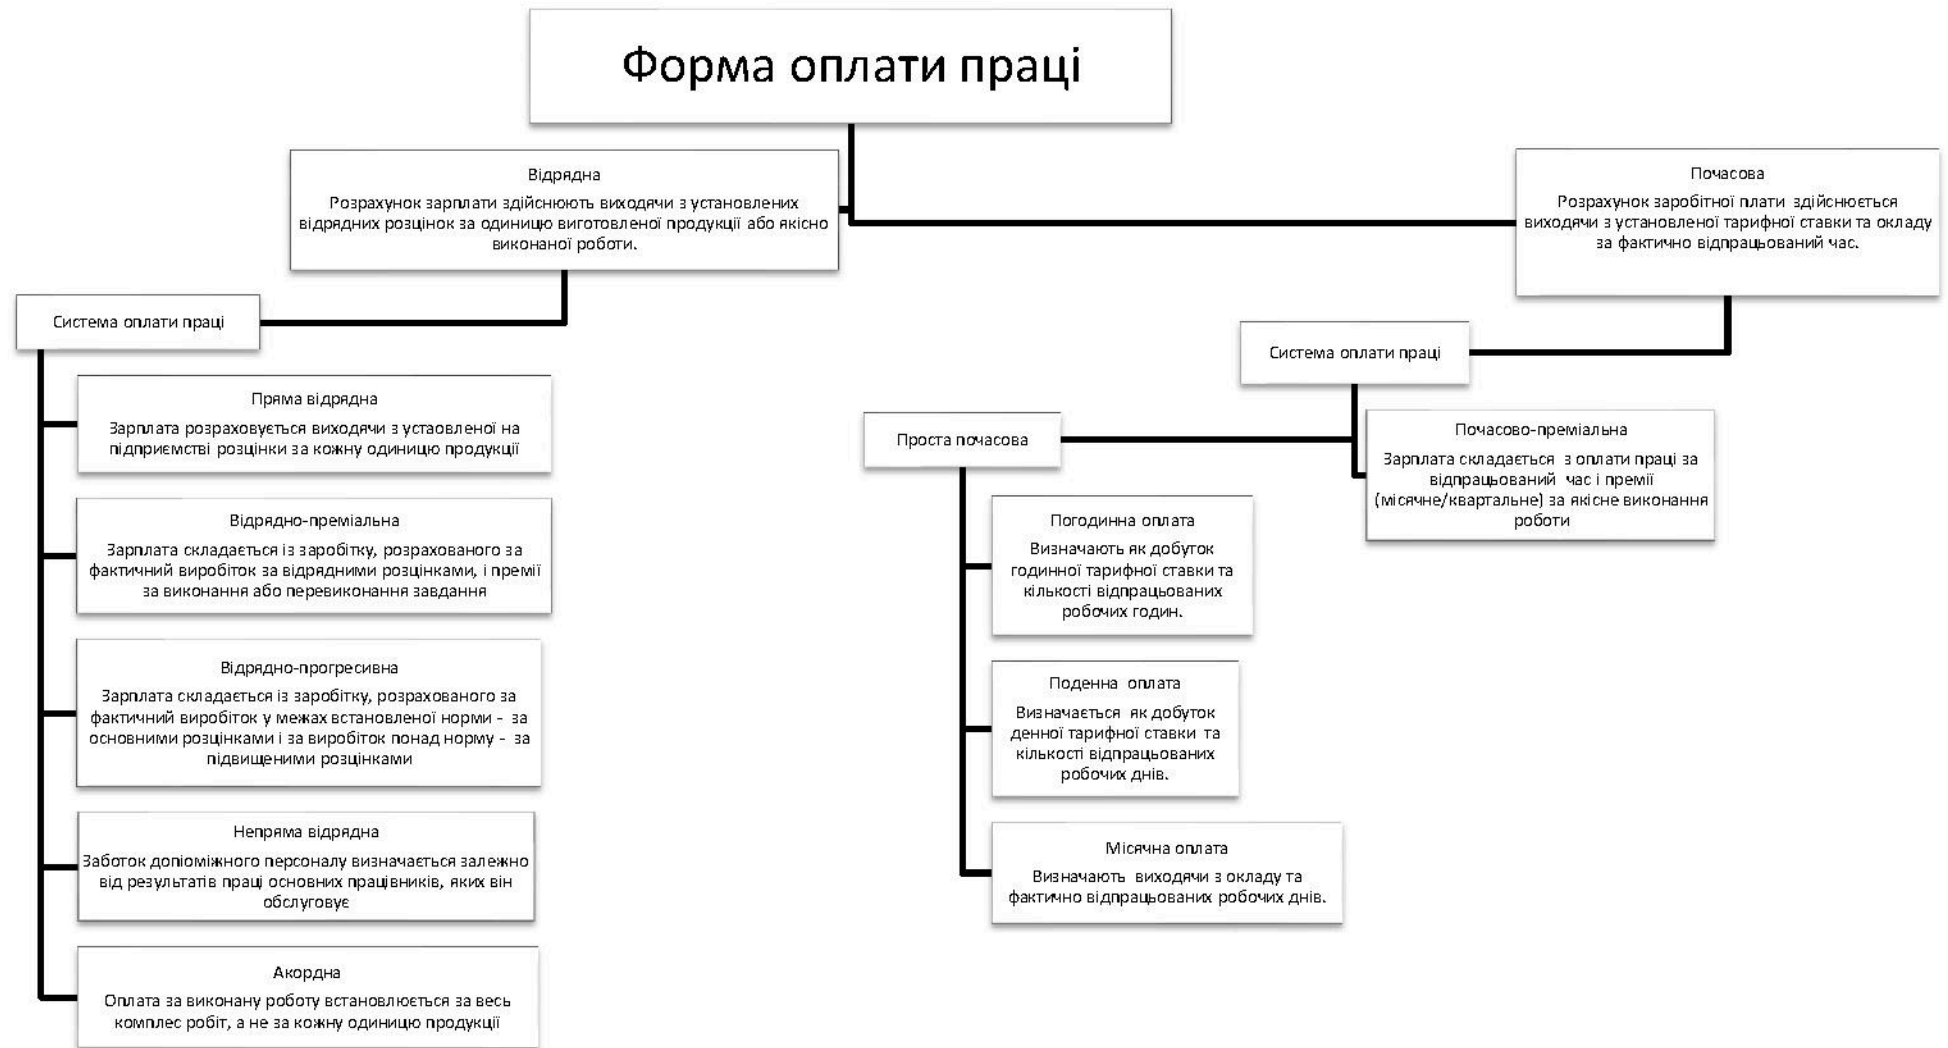 Форма оплати праці
Відрядна
Розрахунок зарплати здійснюють виходячи з установлених
відрядних розцінок за одиницю виготовленої продукції або якісно
виконаної роботи.
Почасова
Розрахунок заробітної плати здійснюється
виходячи з установленої тарифної ставки та окладу
за фактично відпрацьований час.
Система оплати праці
Пряма відрядна
Зарплата розраховується виходячи з устаовленої на
підприємстві розцінки за кожну одиницю продукції
Відрядно-преміальна
Зарплата складається із заробітку, розрахованого за
фактичний виробіток за відрядними розцінками, і премії
за виконання або перевиконання завдання
Відрядно-прогресивна
Зарплата складається із заробітку, розрахованого за
фактичний виробіток у межах встановленої норми - за
основними розцінками і за виробіток понад норму - за
підвищеними розцінками
Непряма відрядна
Заботок допіоміжного персоналу визначається залежно
від результатів праці основних працівників, яких він
обслуговує
Акордна
Оплата за виконану роботу встановлюється за весь
комплес робіт, а не за кожну одиницю продукції
Система оплати праці
Проста почасова
Погодинна оплата
Визначають як добуток
годинної тарифної ставки та
кількості відпрацьованих
робочих годин.
Поденна оплата
Визначається як добуток
денної тарифної ставки та
кількості відпрацьованих
робочих днів.
Місячна оплата
Визначають виходячи з окладу та
фактично відпрацьованих робочих днів.
Почасово-преміальна
Зарплата складається з оплати праці за
відпрацьований час і премії
(місячне/квартальне) за якісне виконання
роботи